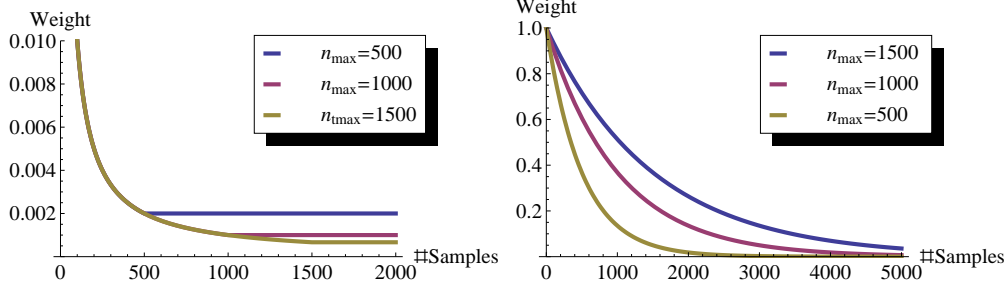 Weight
0.010
0.008
0.006
0.004
0.002
0 500 1000 1500 2000
#Samples
n_max=500
n_max=1000
n_tmax=1500
Weight
1.0
0.8
0.6
0.4
0.2
0 1000 2000 3000 4000 5000
#Samples
n_max=1500
n_max=1000
n_max=500